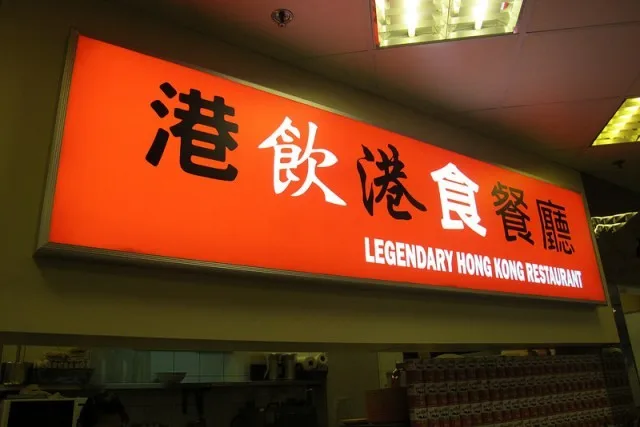 港飲港食餐廳
LEGENDARY HONG KONG RESTAURANT